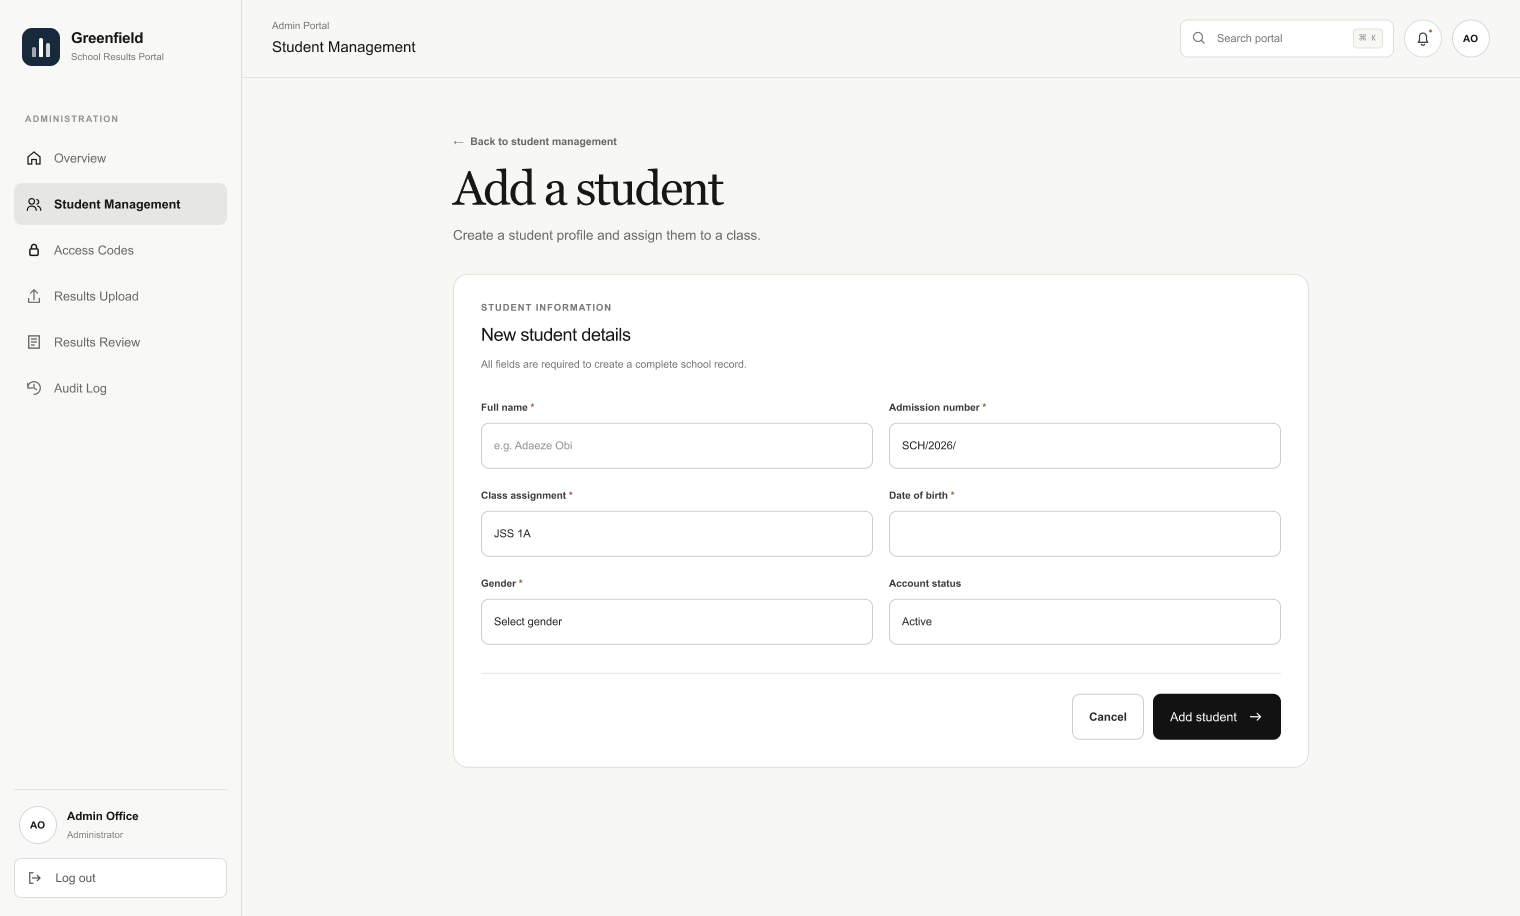 Greenfield
School Results Portal
ADMINISTRATION
Overview
Student Management
Access Codes
Results Upload
Results Review
Audit Log
AO
Admin Office
Administrator
Log out
Admin Portal
Student Management
Search portal
⌘ K
AO
← Back to student management
Add a student
Create a student profile and assign them to a class.
STUDENT INFORMATION
New student details
All fields are required to create a complete school record.
Full name *
e.g. Adaeze Obi
Admission number *
SCH/2026/
Class assignment *
JSS 1A
Date of birth *
Gender *
Select gender
Account status
Active
Cancel
Add student →